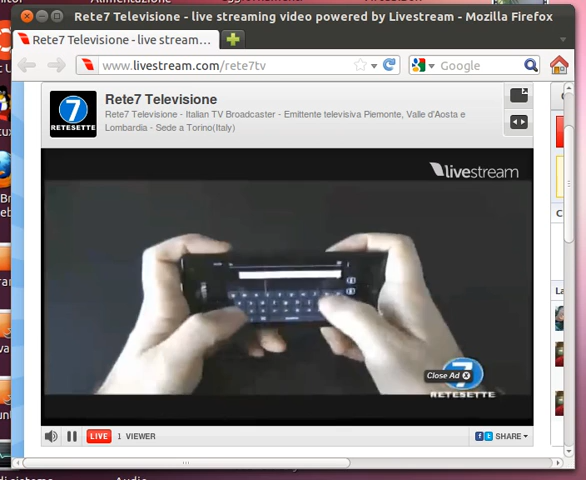 Rete7 Televisione - live streaming video powered by Livestream - Mozilla Firefox
Rete7 Televisione - live stream...
www.livestream.com/rete7tv
Google
Rete7 Televisione
Rete7 Televisione - Italian TV Broadcaster - Emittente televisiva Piemonte, Valle d'Aosta e
Lombardia - Sede a Torino(Italy)
7
RETESETTE
livestream
7
Close Ad X
RETESETTE
LIVE
1 VIEWER
SHARE